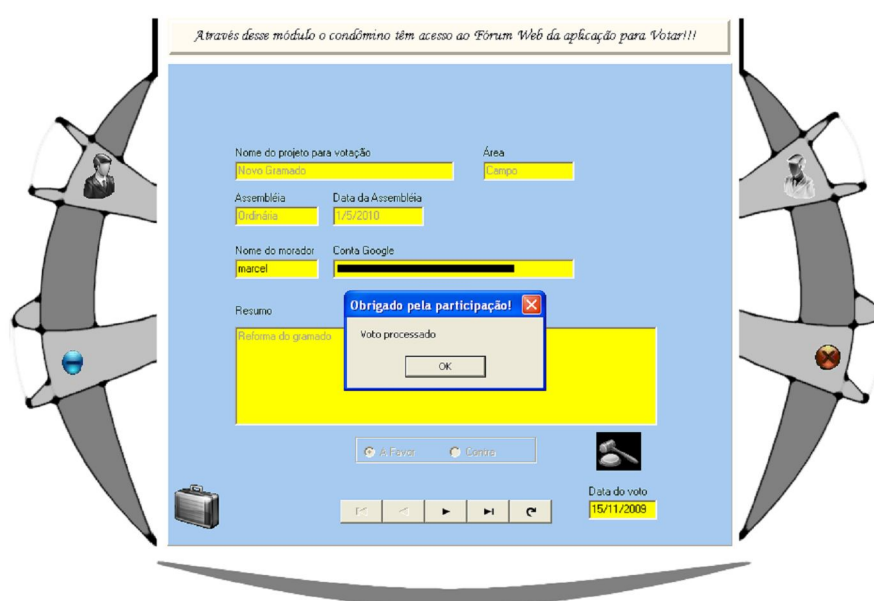 Através desse módulo o condômino têm acesso ao Fórum Web da aplicação para Votar!!!
Nome do projeto para votação
Área
Novo Gramado
Campo
Assembléia
Data da Assembléia
Ordinária
1/5/2010
Nome do morador
Conta Google
marcel
Resumo
Obrigado pela participação!
Reforma do gramado
Voto processado
OK
A Favor
Contra
Data do voto
15/11/2009